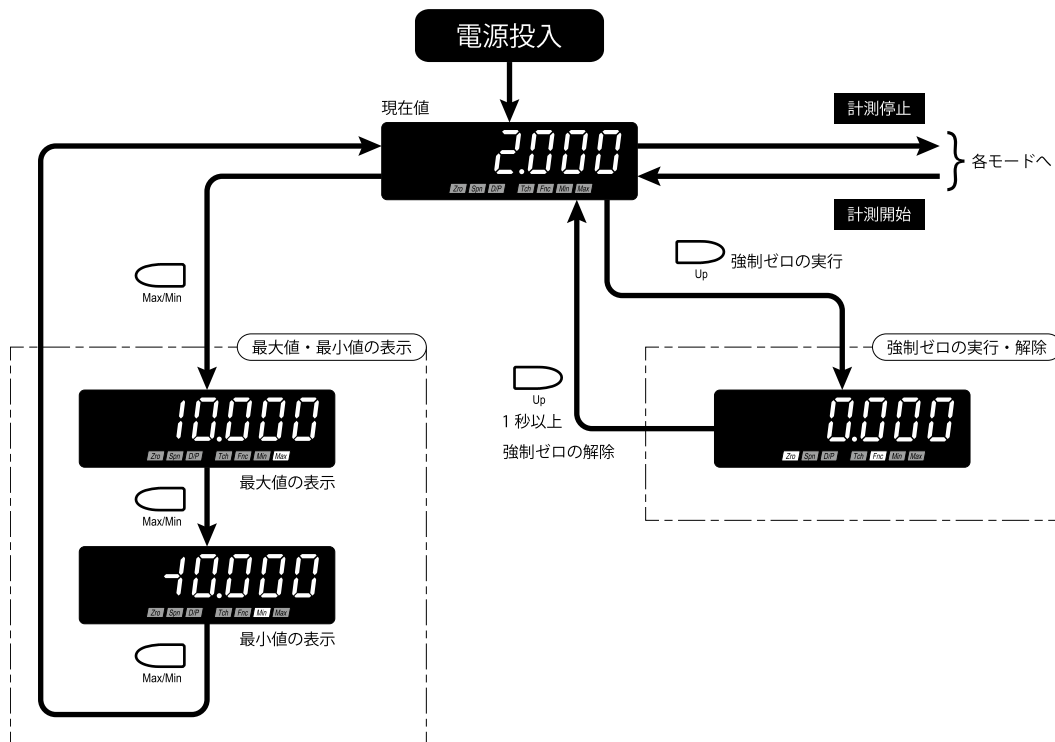 電源投入
現在値
2.000
Zro Spn D/P Tch Fnc Min Max
計測停止
各モードへ
計測開始
Up
強制ゼロの実行
Max/Min
最大値・最小値の表示
10.000
Zro Spn D/P Tch Fnc Min Max
最大値の表示
Max/Min
-10.000
Zro Spn D/P Tch Fnc Min Max
最小値の表示
Max/Min
Up
1 秒以上
強制ゼロの解除
強制ゼロの実行・解除
0.000
Zro Spn D/P Tch Fnc Min Max